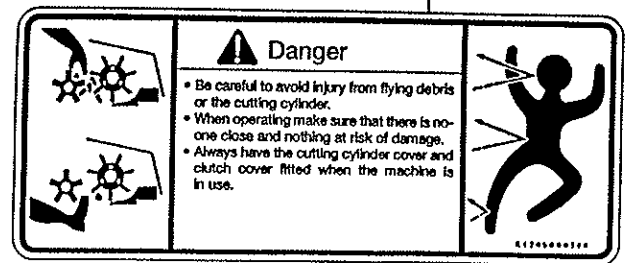 Danger
• Be careful to avoid injury from flying debris
or the cutting cylinder.
• When operating make sure that there is no-
one close and nothing at risk of damage.
• Always have the cutting cylinder cover and
clutch cover fitted when the machine is
in use.